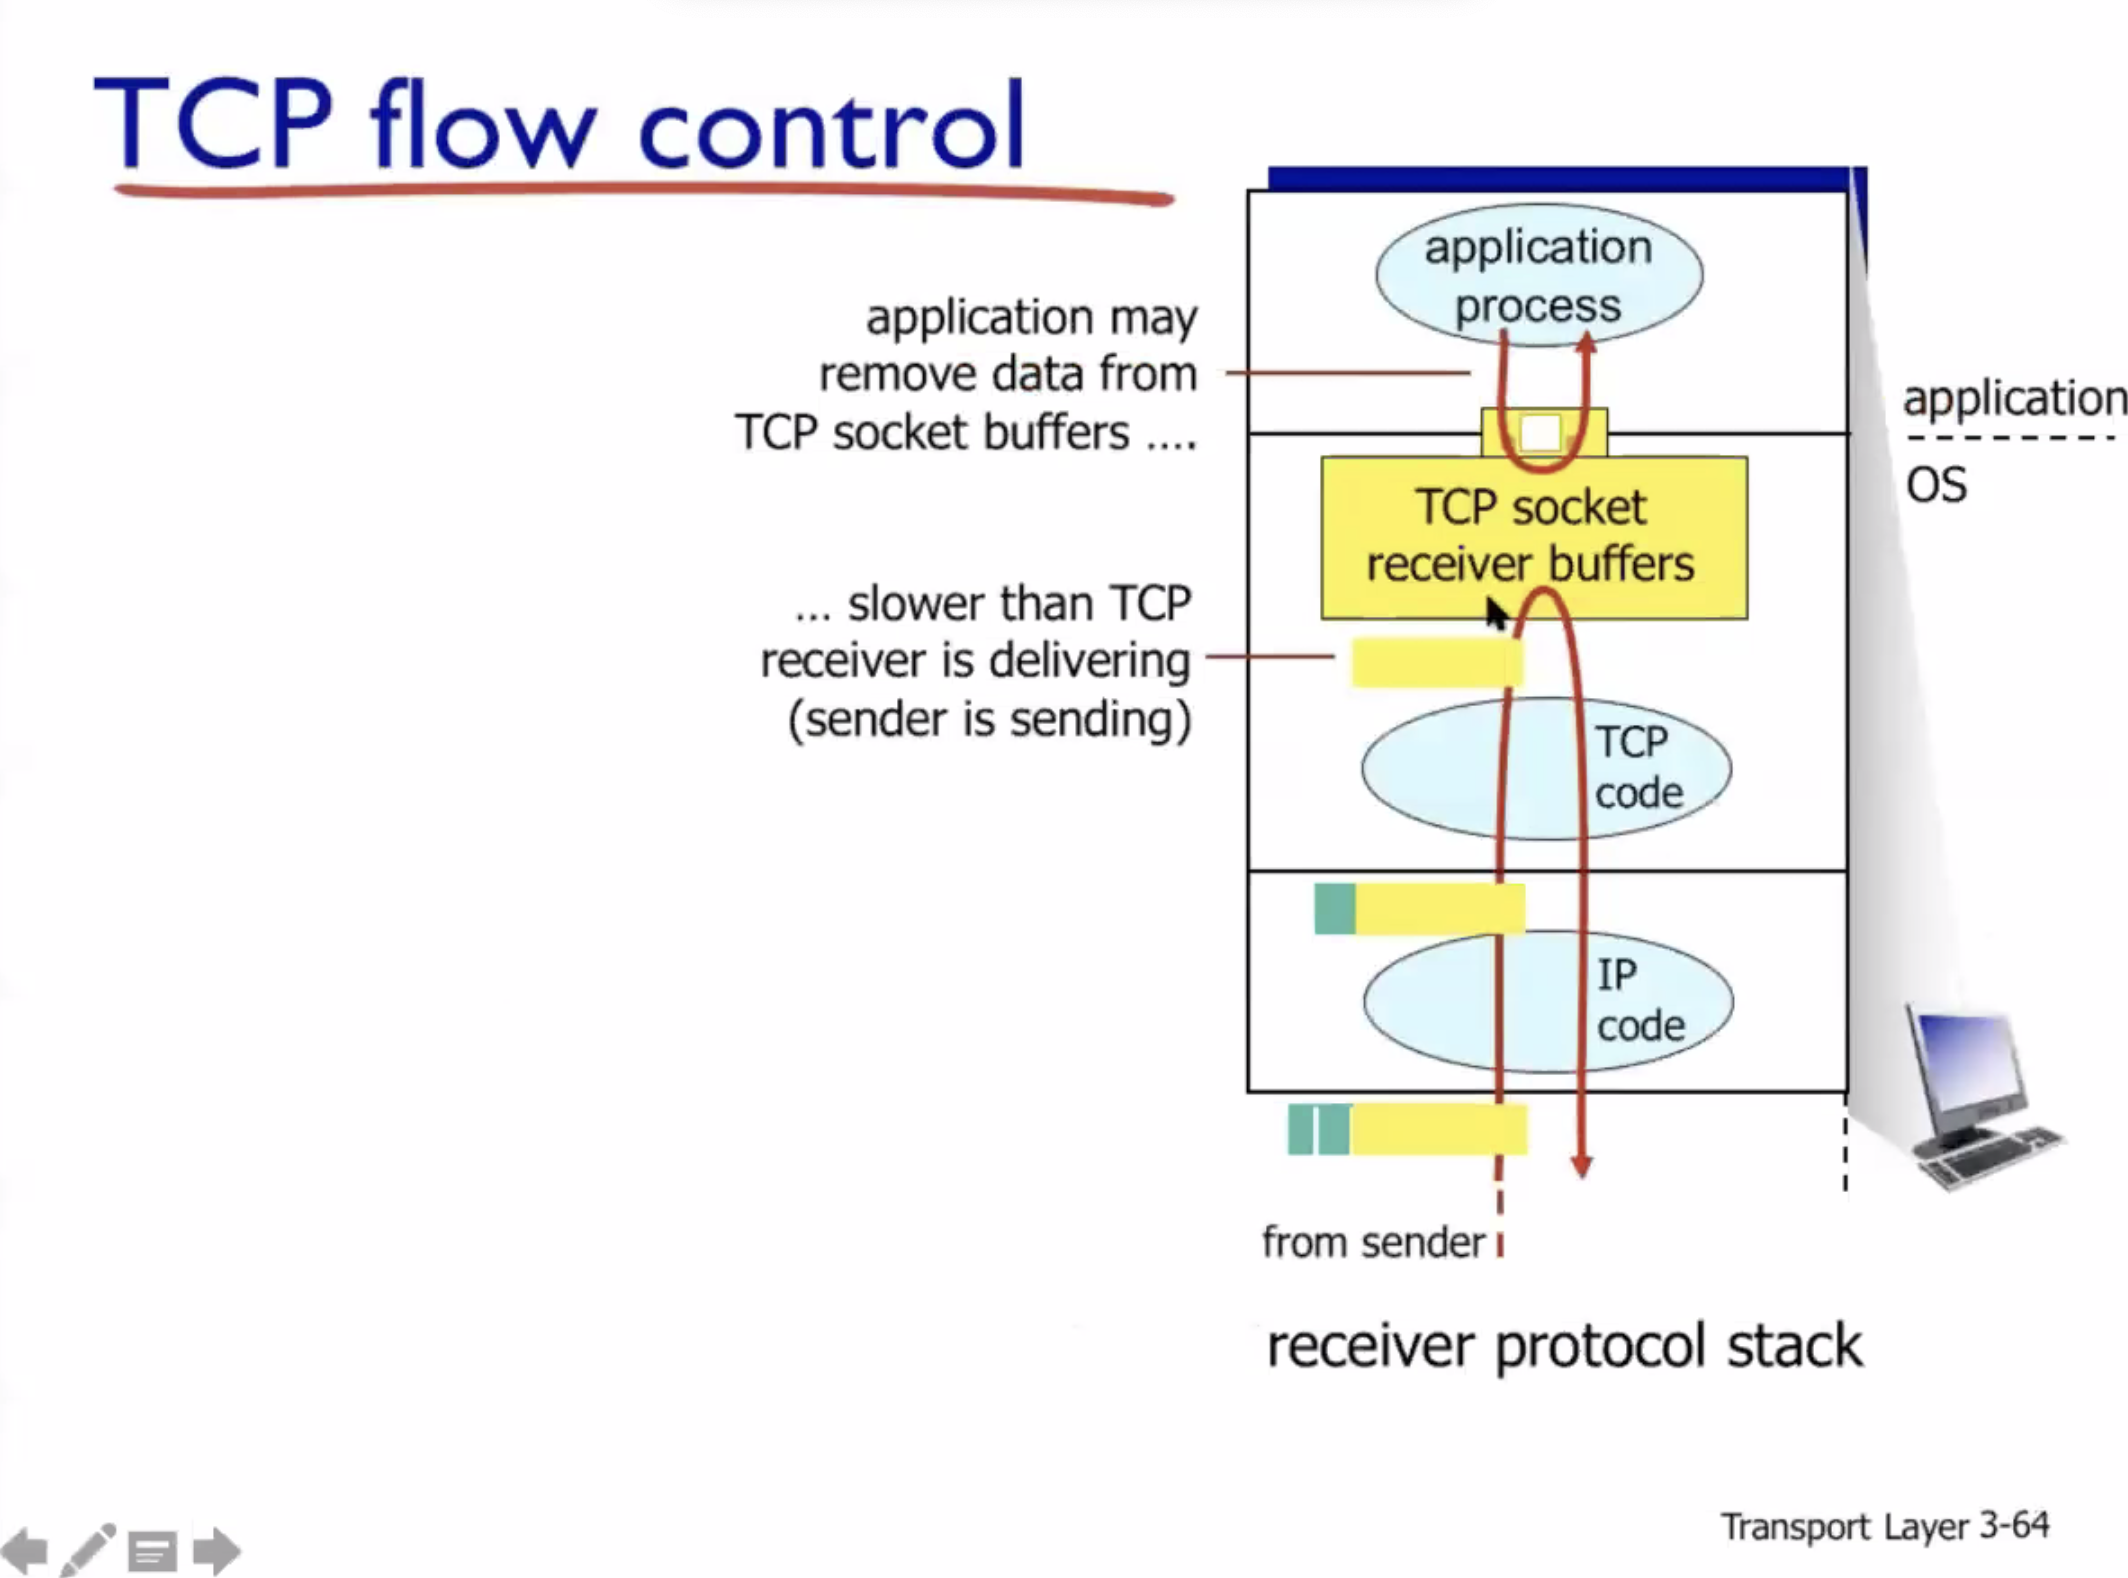 TCP flow control
application may
remove data from
TCP socket buffers ....
... slower than TCP
receiver is delivering
(sender is sending)
application
process
TCP socket
receiver buffers
TCP
code
IP
code
from sender
receiver protocol stack
application
OS
Transport Layer 3-64